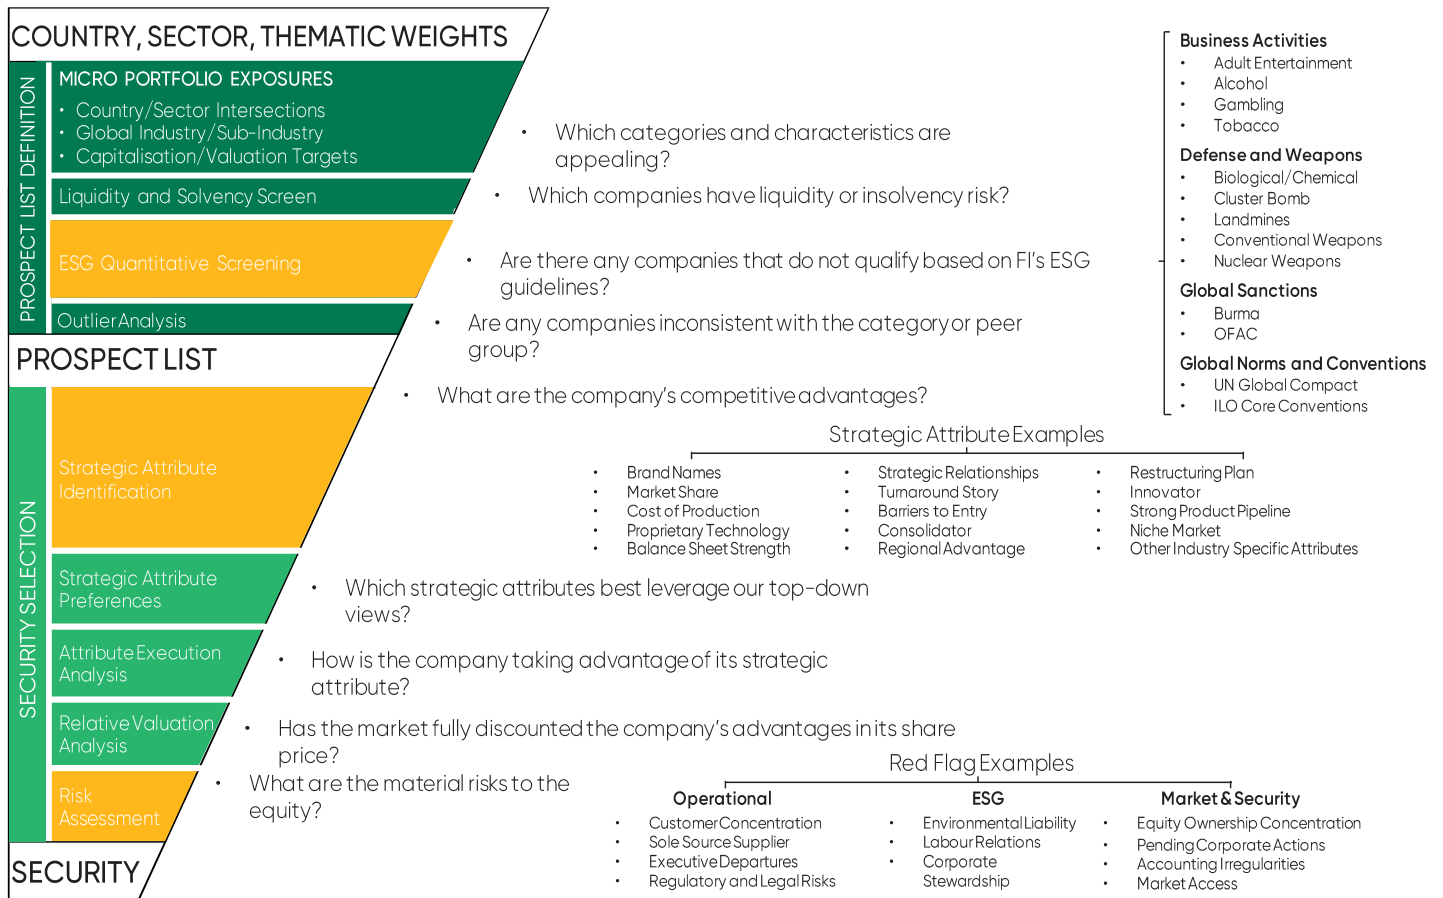 COUNTRY, SECTOR, THEMATIC WEIGHTS
PROSPECT LIST DEFINITION
MICRO PORTFOLIO EXPOSURES
• Country/Sector Intersections
• Global Industry/Sub-Industry
• Capitalisation/Valuation Targets
• Which categories and characteristics are
appealing?
Liquidity and Solvency Screen
• Which companies have liquidity or insolvency risk?
ESG Quantitative Screening
• Are there any companies that do not qualify based on FI's ESG
guidelines?
Outlier Analysis
• Are any companies inconsistent with the category or peer
group?
Business Activities
• Adult Entertainment
• Alcohol
• Gambling
• Tobacco
Defense and Weapons
• Biological/Chemical
• Cluster Bomb
• Landmines
• Conventional Weapons
• Nuclear Weapons
Global Sanctions
• Burma
• OFAC
Global Norms and Conventions
• UN Global Compact
• ILO Core Conventions
PROSPECT LIST
SECURITY SELECTION
Strategic Attribute
Identification
• What are the company's competitive advantages?
Strategic Attribute Examples
• Brand Names
• Market Share
• Cost of Production
• Proprietary Technology
• Balance Sheet Strength
• Strategic Relationships
• Turnaround Story
• Barriers to Entry
• Consolidator
• Regional Advantage
• Restructuring Plan
• Innovator
• Strong Product Pipeline
• Niche Market
• Other Industry Specific Attributes
Strategic Attribute
Preferences
• Which strategic attributes best leverage our top-down
views?
Attribute Execution
Analysis
• How is the company taking advantage of its strategic
attribute?
Relative Valuation
Analysis
• Has the market fully discounted the company's advantages in its share
price?
Risk
Assessment
• What are the material risks to the
equity?
Red Flag Examples
Operational
• Customer Concentration
• Sole Source Supplier
• Executive Departures
• Regulatory and Legal Risks
ESG
• Environmental Liability
• Labour Relations
• Corporate
Stewardship
Market & Security
• Equity Ownership Concentration
• Pending Corporate Actions
• Accounting Irregularities
• Market Access
SECURITY